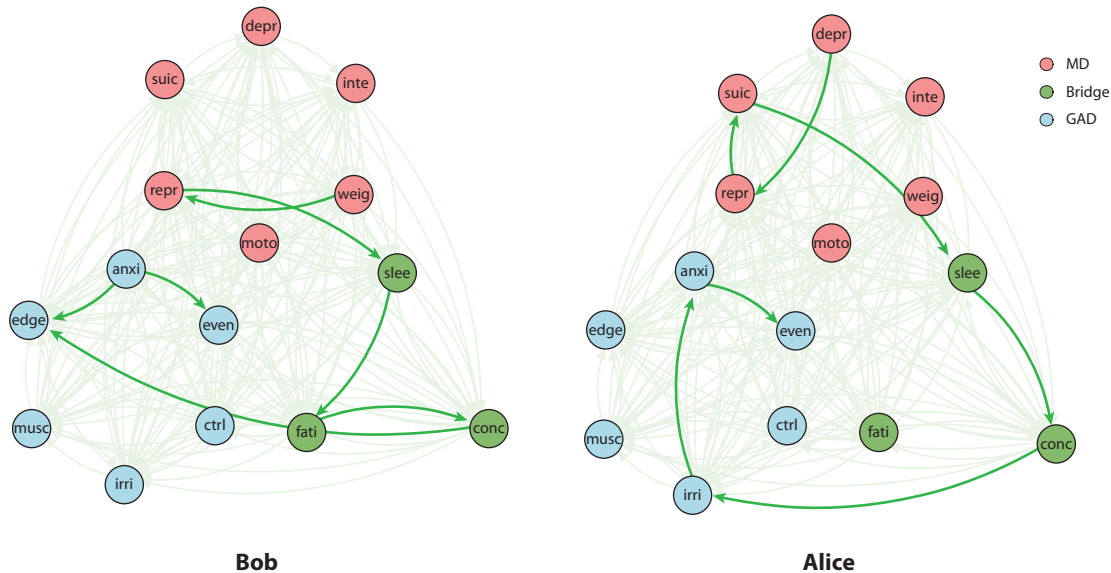 depr
suic
inte
repr
weig
moto
anxi
slee
edge
even
musc
ctrl
fati
conc
irri
Bob
depr
suic
inte
repr
weig
moto
anxi
slee
edge
even
musc
ctrl
fati
conc
irri
Alice
MD
Bridge
GAD